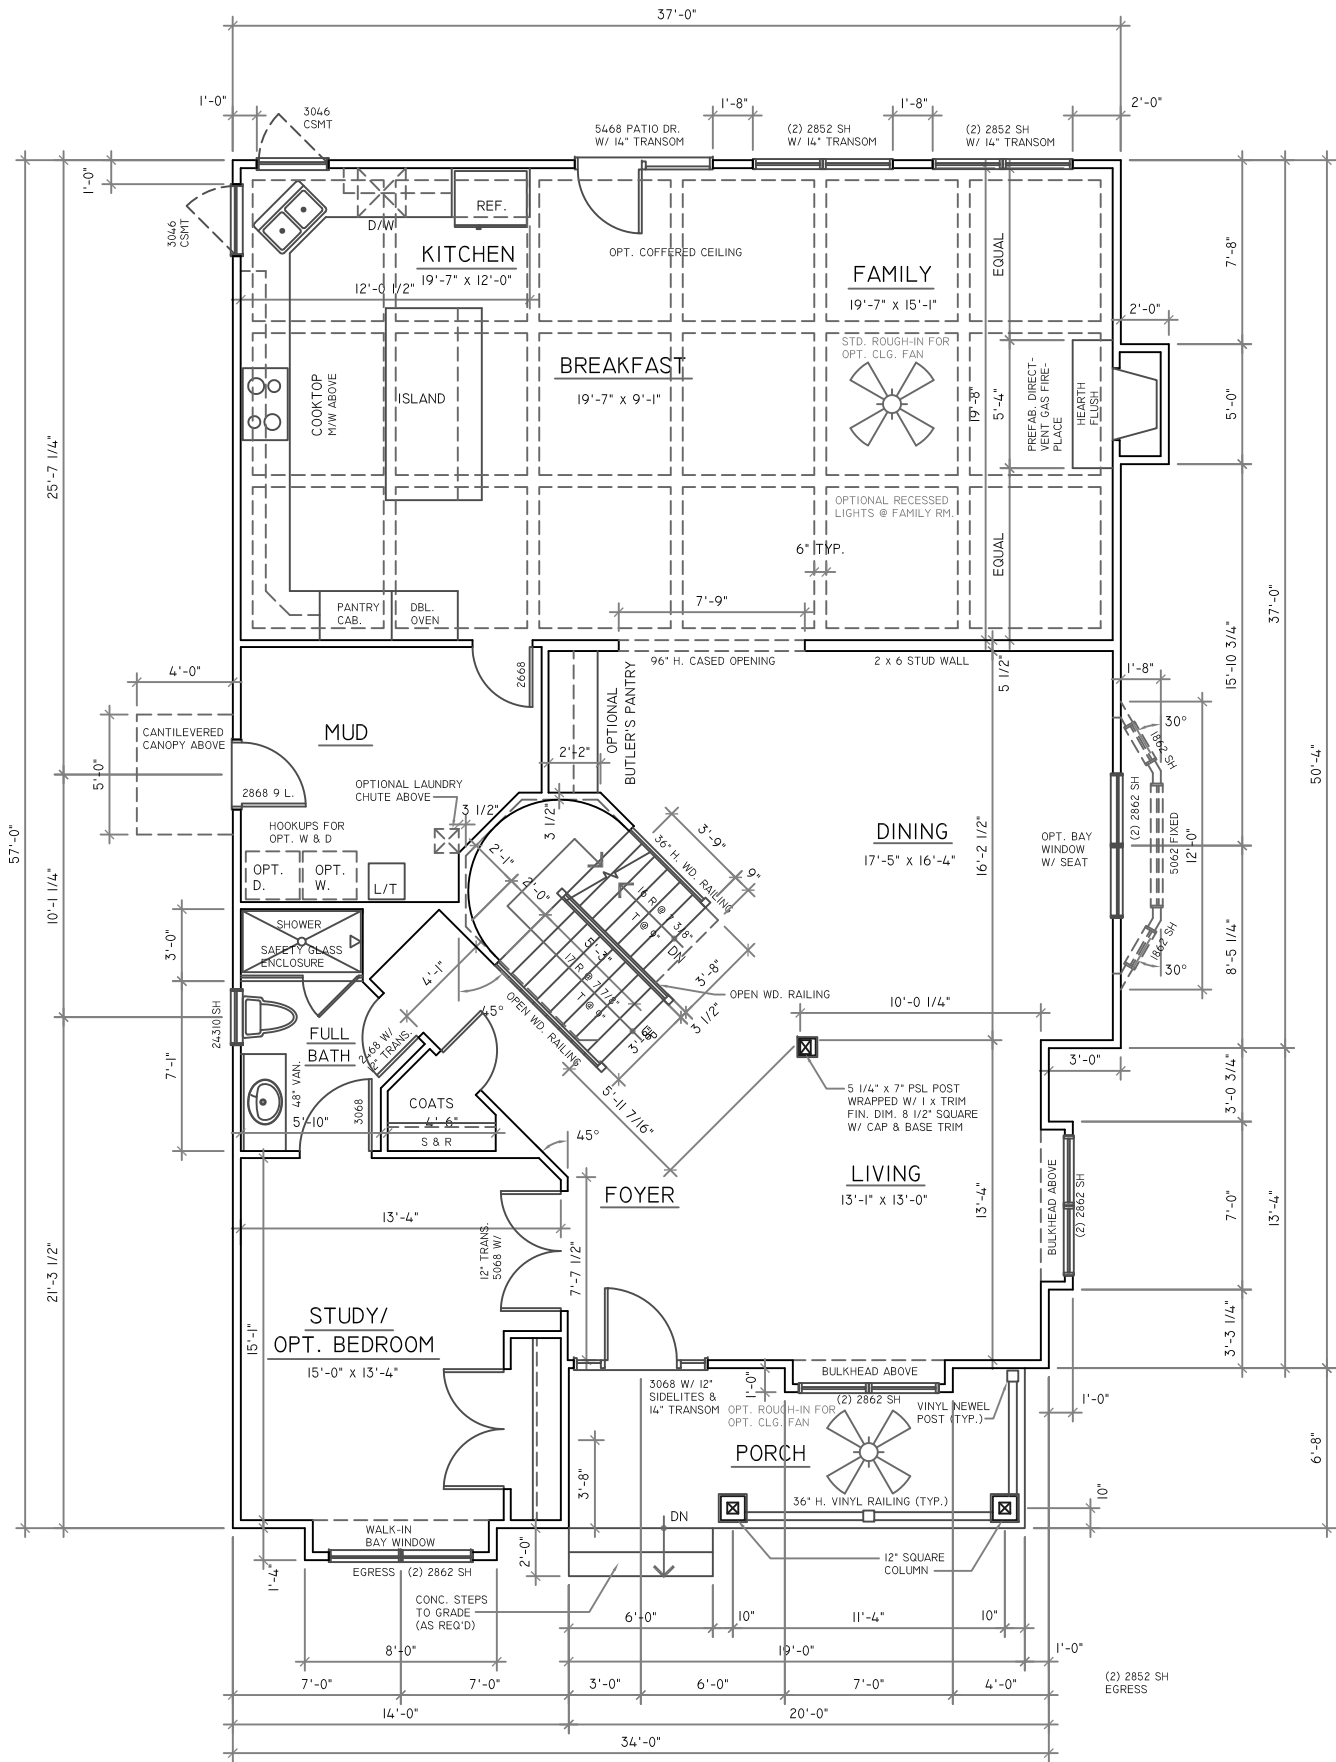 37'-0"
1'-0"
3046
CSMT
5468 PATIO DR.
W/ 14" TRANSOM
1'-8"
(2) 2852 SH
W/ 14" TRANSOM
1'-8"
(2) 2852 SH
W/ 14" TRANSOM
2'-0"
1'-0"
3046
CSMT
D/W
REF.
KITCHEN
19'-7" X 12'-0"
12'-0 1/2"
OPT. COFFERED CEILING
FAMILY
19'-7" X 15'-1"
EQUAL
7'-8"
2'-0"
STD. ROUGH-IN FOR
OPT. CLG. FAN
BREAKFAST
19'-7" X 9'-1"
COOKTOP
M/W ABOVE
ISLAND
19'-8"
5'-4"
PREFAB. DIRECT-
VENT GAS FIRE-
PLACE
HEARTH
FLUSH
5'-0"
25'-7 1/4"
OPTIONAL RECESSED
LIGHTS @ FAMILY RM.
6" TYP.
EQUAL
PANTRY
CAB.
DBL.
OVEN
7'-9"
37'-0"
15'-10 3/4"
4'-0"
2668
96" H. CASED OPENING
2 x 6 STUD WALL
5 1/2"
1'-8"
CANTILEVERED
CANOPY ABOVE
MUD
OPTIONAL
BUTLER'S PANTRY
2'-2"
30°
1862 SH
5'-0"
2868 9 L.
OPTIONAL LAUNDRY
CHUTE ABOVE
3 1/2"
3 1/2"
50'-4"
57'-0"
HOOKUPS FOR
OPT. W & D
OPT.
D.
OPT.
W.
L/T
2'-1"
2'-0"
36" H. WD. RAILING
3'-9"
9"
DINING
17'-5" X 16'-4"
16'-2 1/2"
OPT. BAY
WINDOW
W/ SEAT
(2) 2862 SH
5062 FIXED
12'-0"
10'-1 1/4"
3'-0"
SHOWER
SAFETY GLASS
ENCLOSURE
16 R @ 7 3/8"
T @ 9"
DN
5'-3"
17 R @ 7 7/8"
T @ 9"
3'-8"
1862 SH
30°
8'-5 1/4"
4'-1"
45°
OPEN WD. RAILING
OPEN WD. RAILING
3 1/2"
10'-0 1/4"
24310 SH
FULL
BATH
2468 W/
12" TRANS.
7'-1"
48" VAN.
3068
5'-10"
COATS
4'-6"
S & R
5'-11 7/16"
45°
5 1/4" x 7" PSL POST
WRAPPED W/ 1 x TRIM
FIN. DIM. 8 1/2" SQUARE
W/ CAP & BASE TRIM
3'-0"
3'-0 3/4"
FOYER
LIVING
13'-1" X 13'-0"
13'-4"
BULKHEAD ABOVE
(2) 2862 SH
7'-0"
13'-4"
13'-4"
12" TRANS.
5068 W/
7'-7 1/2"
21'-3 1/2"
15'-1"
STUDY/
OPT. BEDROOM
15'-0" X 13'-4"
3'-3 1/4"
3068 W/ 12"
SIDELITES &
14" TRANSOM
1'-0"
BULKHEAD ABOVE
(2) 2862 SH
OPT. ROUGH-IN FOR
OPT. CLG. FAN
VINYL NEWEL
POST (TYP.)
1'-0"
PORCH
3'-8"
36" H. VINYL RAILING (TYP.)
6'-8"
10"
DN
WALK-IN
BAY WINDOW
EGRESS
(2) 2862 SH
1'-4"
2'-0"
12" SQUARE
COLUMN
CONC. STEPS
TO GRADE
(AS REQ'D)
6'-0"
10"
11'-4"
10"
8'-0"
19'-0"
1'-0"
7'-0"
7'-0"
3'-0"
6'-0"
7'-0"
4'-0"
(2) 2852 SH
EGRESS
14'-0"
20'-0"
34'-0"